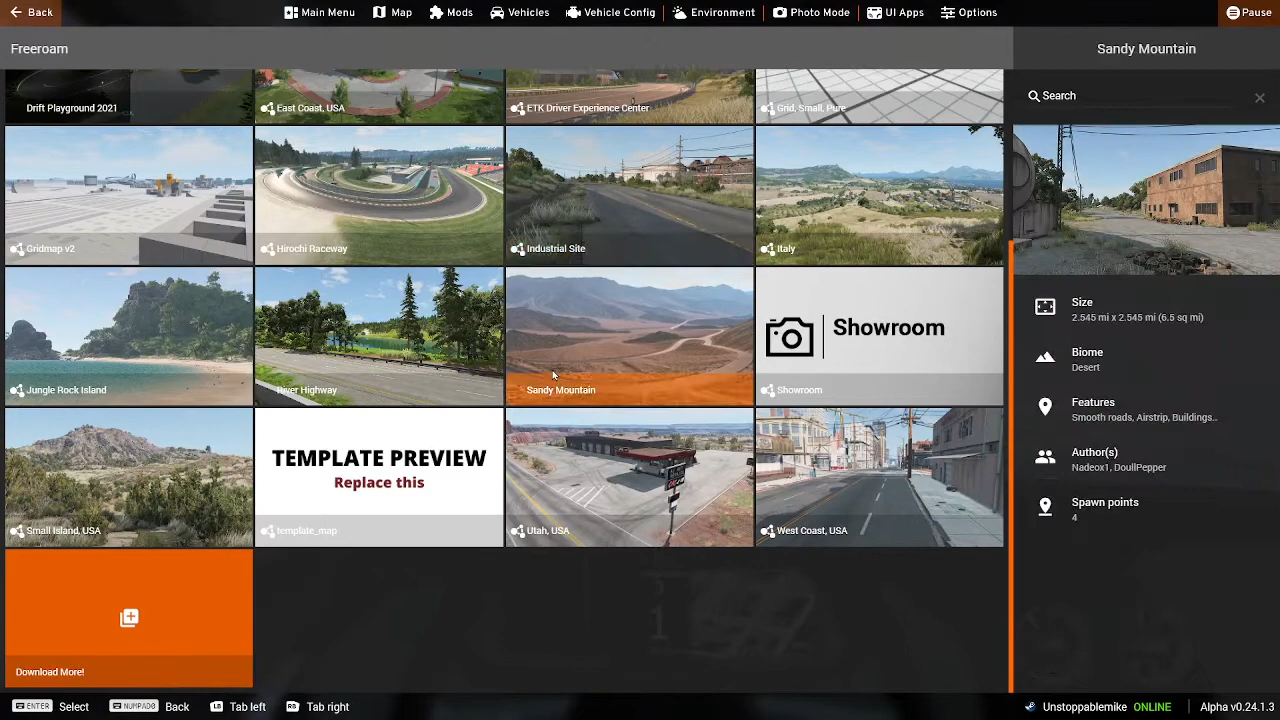 Back
Main Menu
Map
Mods
Vehicles
Vehicle Config
Environment
Photo Mode
UI Apps
Options
Pause
Freeroam
Sandy Mountain
Drift Playground 2021
East Coast, USA
ETK Driver Experience Center
Grid, Small, Pure
Search
Gridmap v2
Hirochi Raceway
Industrial Site
Italy
Size
2.545 mi x 2.545 mi (6.5 sq mi)
Biome
Desert
Features
Smooth roads, Airstrip, Buildings...
Author(s)
Nadeox1, DoullPepper
Spawn points
4
Jungle Rock Island
River Highway
Sandy Mountain
Showroom
Showroom
Small Island, USA
TEMPLATE PREVIEW
Replace this
template_map
Utah, USA
West Coast, USA
Download More!
ENTER Select
NUMPAD0 Back
LB Tab left
RB Tab right
Unstoppablemike ONLINE
Alpha v0.24.1.3